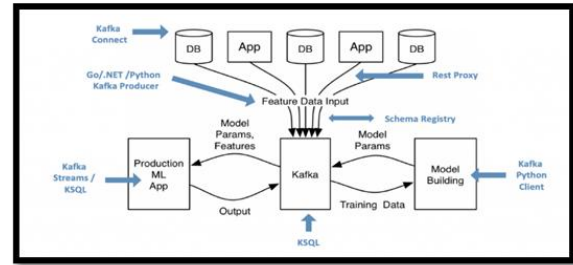 Kafka
Connect
DB
App
DB
App
DB
Go/.NET /Python
Kafka Producer
Rest Proxy
Feature Data Input
Schema Registry
Model
Params,
Features
Model
Params
Kafka
Streams /
KSQL
Production
ML
App
Kafka
Model
Building
Kafka
Python
Client
Output
Training Data
KSQL